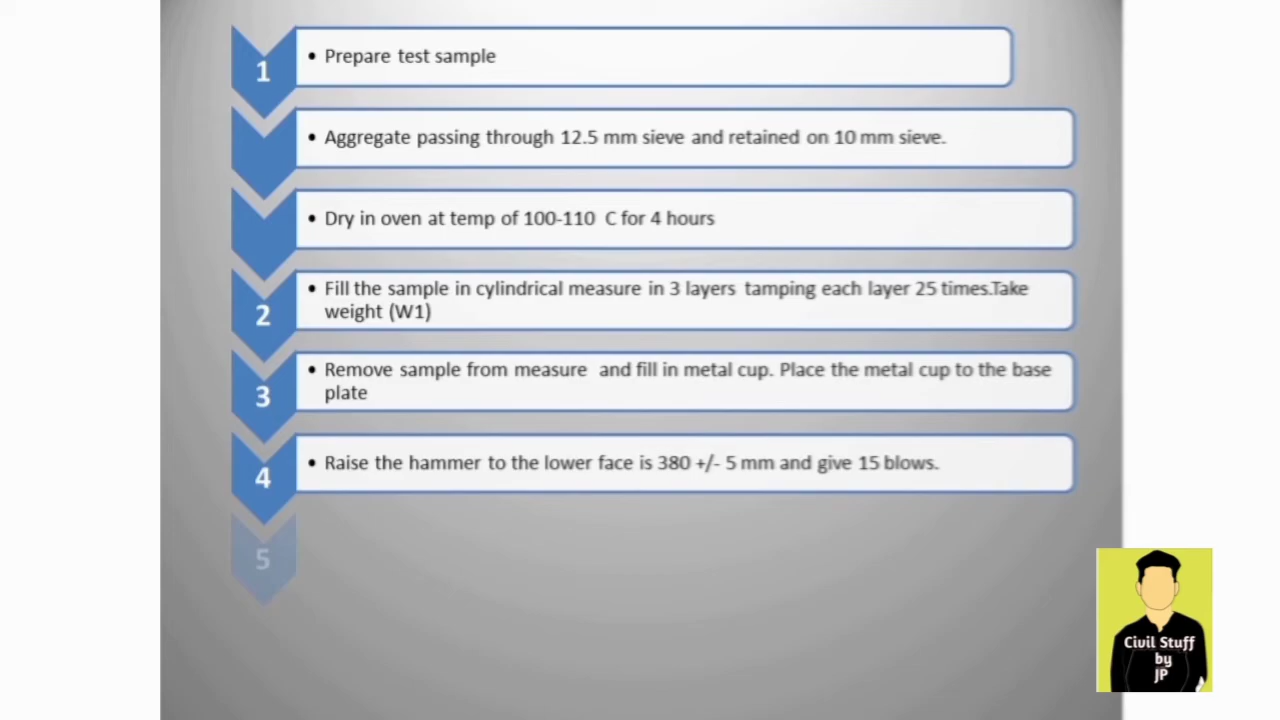 1
• Prepare test sample
• Aggregate passing through 12.5 mm sieve and retained on 10 mm sieve.
• Dry in oven at temp of 100-110 C for 4 hours
2
• Fill the sample in cylindrical measure in 3 layers tamping each layer 25 times.Take
weight (W1)
3
• Remove sample from measure and fill in metal cup. Place the metal cup to the base
plate
4
• Raise the hammer to the lower face is 380 +/- 5 mm and give 15 blows.
5
Civil Stuff
by
JP